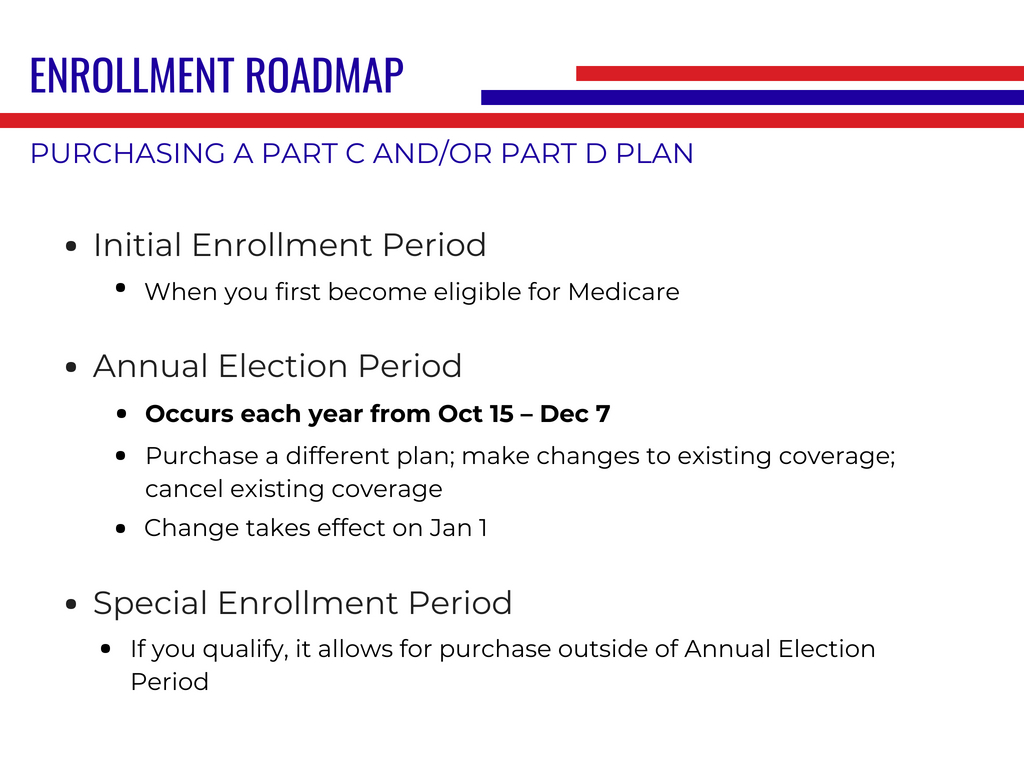 ENROLLMENT ROADMAP
PURCHASING A PART C AND/OR PART D PLAN
• Initial Enrollment Period
• When you first become eligible for Medicare
• Annual Election Period
• Occurs each year from Oct 15 – Dec 7
• Purchase a different plan; make changes to existing coverage;
cancel existing coverage
• Change takes effect on Jan 1
• Special Enrollment Period
• If you qualify, it allows for purchase outside of Annual Election
Period